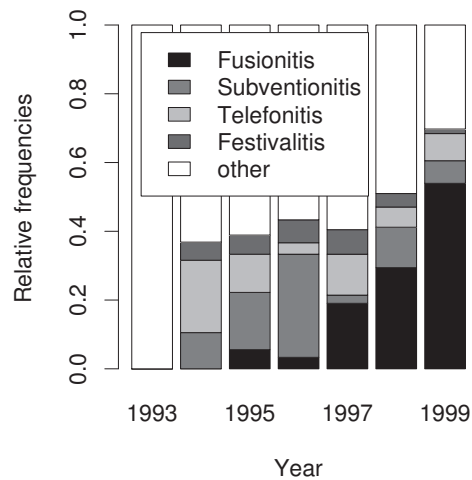 Fusionitis
Subventionitis
Telefonitis
Festivalitis
other
Relative frequencies
0.0 0.2 0.4 0.6 0.8 1.0
1993 1995 1997 1999
Year